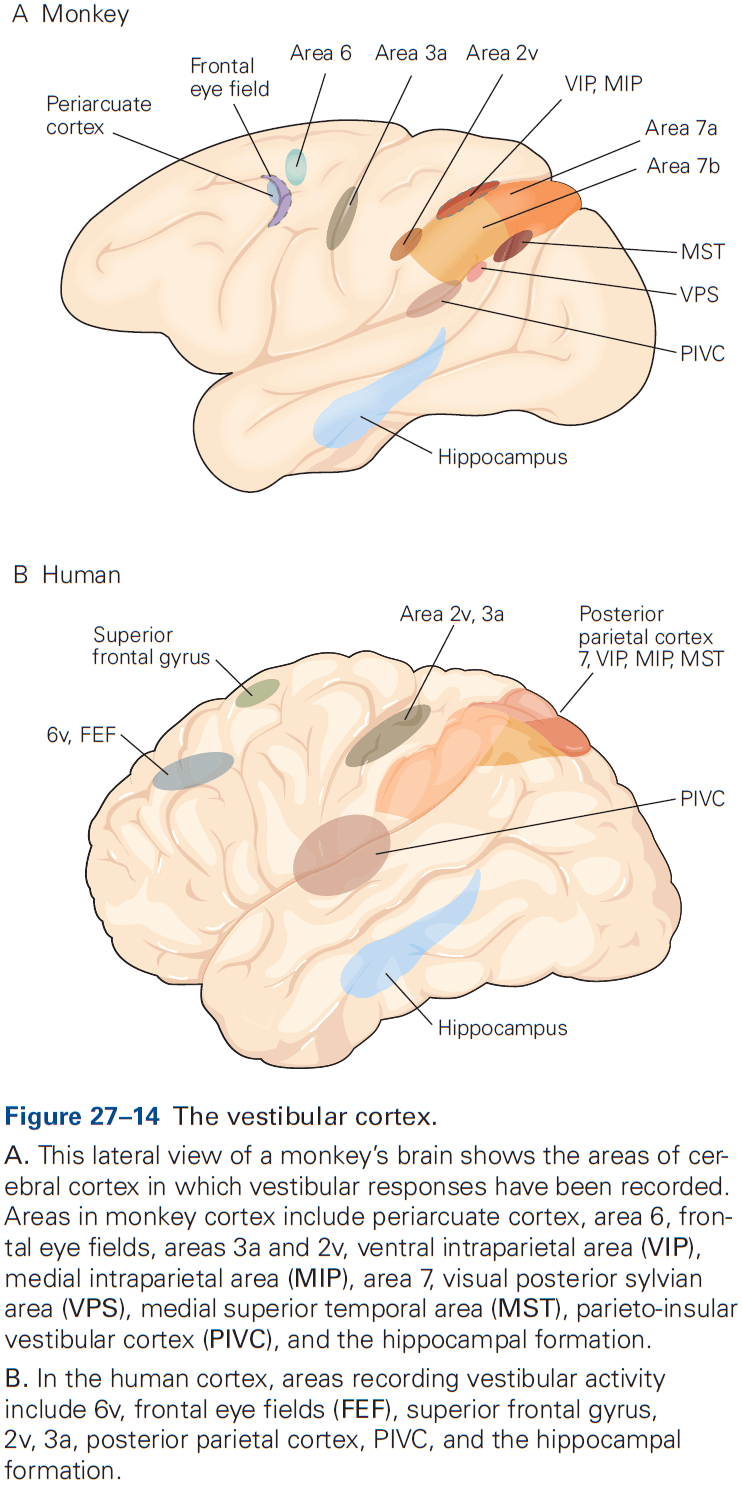 A Monkey
Area 6 Area 3a Area 2v
Frontal
eye field
VIP, MIP
Periarcuate
cortex
Area 7a
Area 7b
MST
VPS
PIVC
Hippocampus
B Human
Area 2v, 3a
Posterior
parietal cortex
7, VIP, MIP, MST
Superior
frontal gyrus
6v, FEF
PIVC
Hippocampus
Figure 27–14 The vestibular cortex.
A. This lateral view of a monkey's brain shows the areas of cer-
ebral cortex in which vestibular responses have been recorded.
Areas in monkey cortex include periarcuate cortex, area 6, fron-
tal eye fields, areas 3a and 2v, ventral intraparietal area (VIP),
medial intraparietal area (MIP), area 7, visual posterior sylvian
area (VPS), medial superior temporal area (MST), parieto-insular
vestibular cortex (PIVC), and the hippocampal formation.
B. In the human cortex, areas recording vestibular activity
include 6v, frontal eye fields (FEF), superior frontal gyrus,
2v, 3a, posterior parietal cortex, PIVC, and the hippocampal
formation.